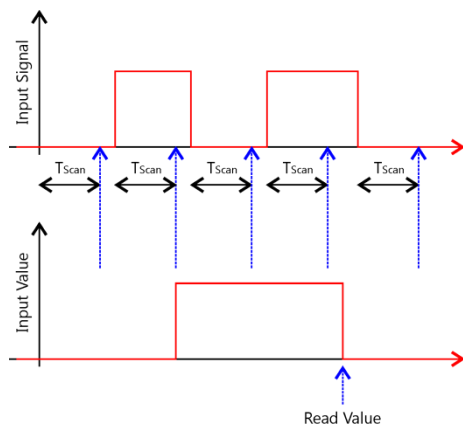 Input Signal
TScan
TScan
TScan
TScan
TScan
Input Value
Read Value